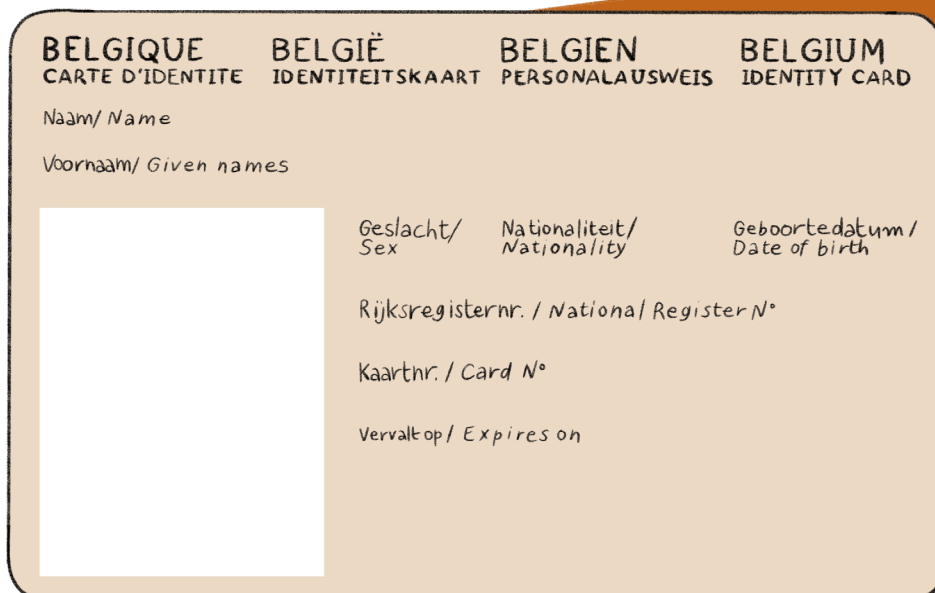 BELGIQUE BELGIË BELGIEN BELGIUM
CARTE D'IDENTITE IDENTITEITSKAART PERSONALAUSWEIS IDENTITY CARD
Naam/ Name
Voornaam/ Given names
Geslacht/ Nationaliteit/ Geboortedatum/
Sex Nationality Date of birth
Rijksregisternr. / National Register N°
Kaartnr. / Card N°
Vervalt op/ Expires on